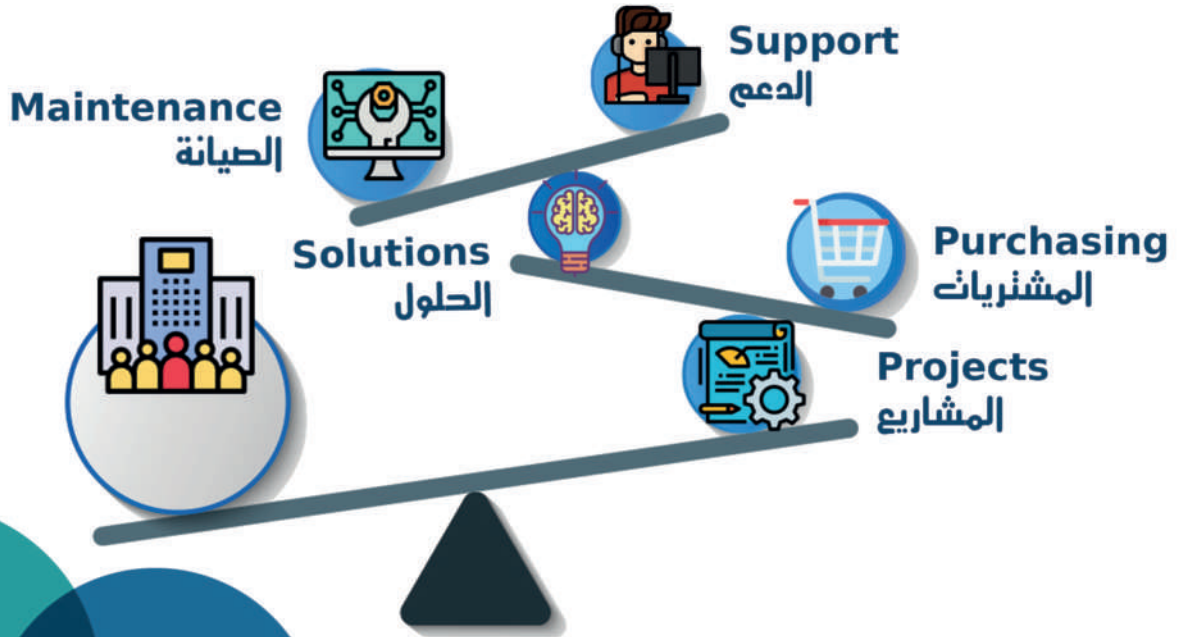 Support
الدعم
Maintenance
الصيانة
Solutions
الحلول
Purchasing
المشتريات
Projects
المشاريع